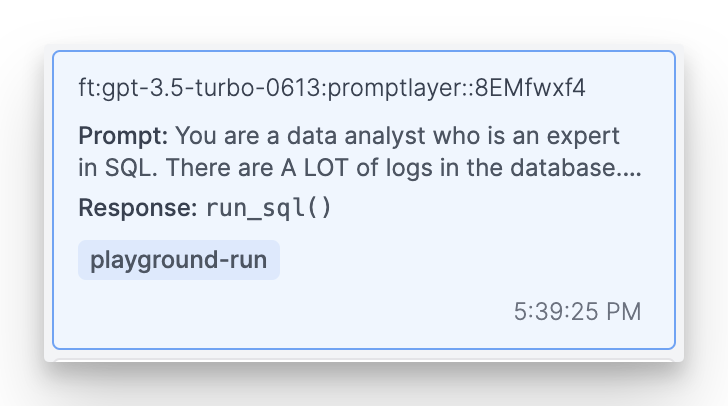 ft:gpt-3.5-turbo-0613:promptlayer::8EMfwxf4
Prompt: You are a data analyst who is an expert
in SQL. There are A LOT of logs in the database....
Response: run_sql()
playground-run
5:39:25 PM